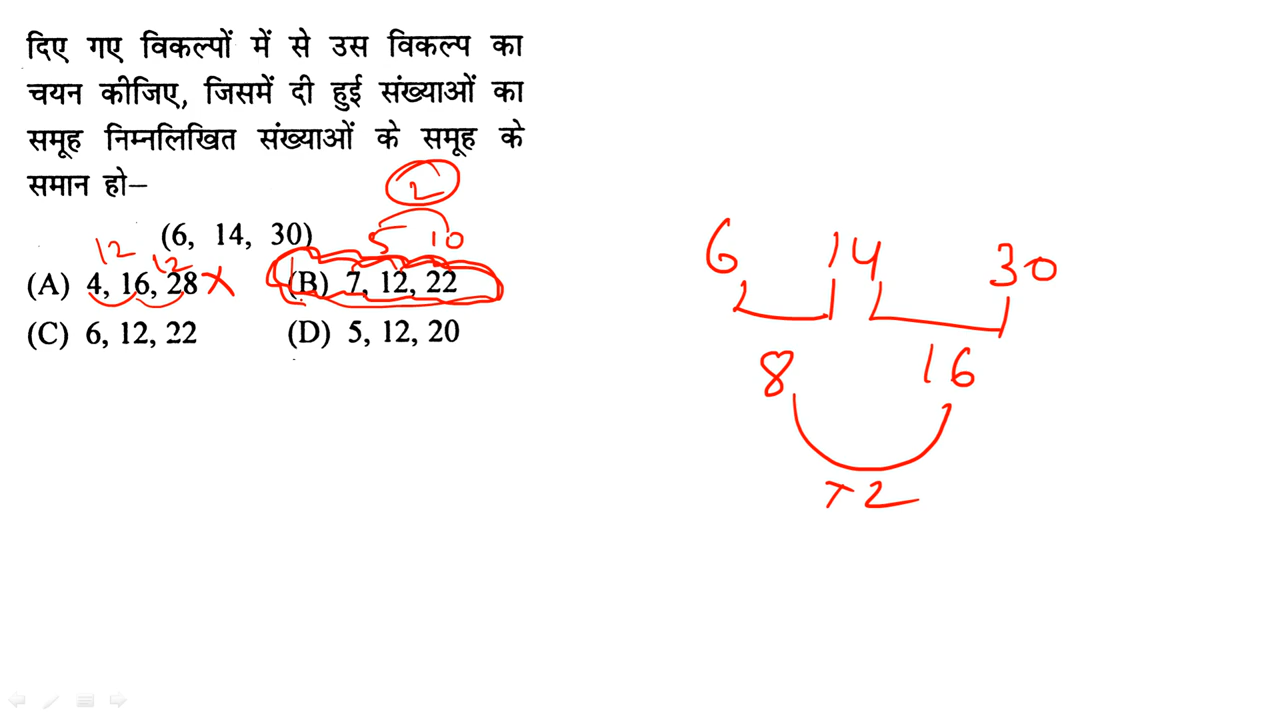 दिए गए विकल्पों में से उस विकल्प का
चयन कीजिए, जिसमें दी हुई संख्याओं का
समूह निम्नलिखित संख्याओं के समूह के
समान हो–
2
(6, 14, 30)
5 10
12 12
(A) 4, 16, 28 X
(B) 7, 12, 22
(C) 6, 12, 22
(D) 5, 12, 20
6 14 30
8 16
×2